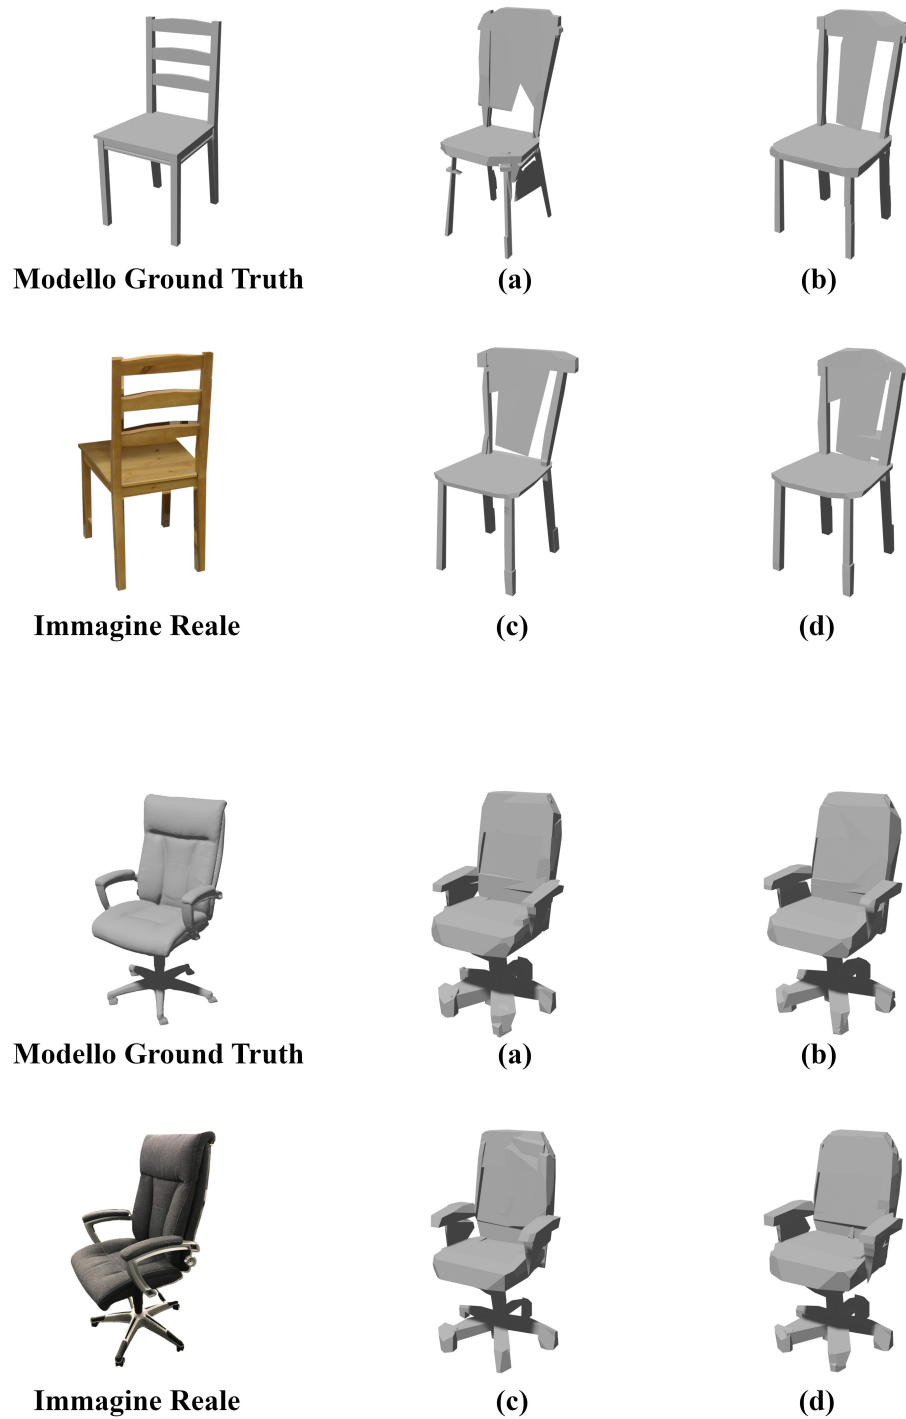 Modello Ground Truth
(a)
(b)
Immagine Reale
(c)
(d)
Modello Ground Truth
(a)
(b)
Immagine Reale
(c)
(d)